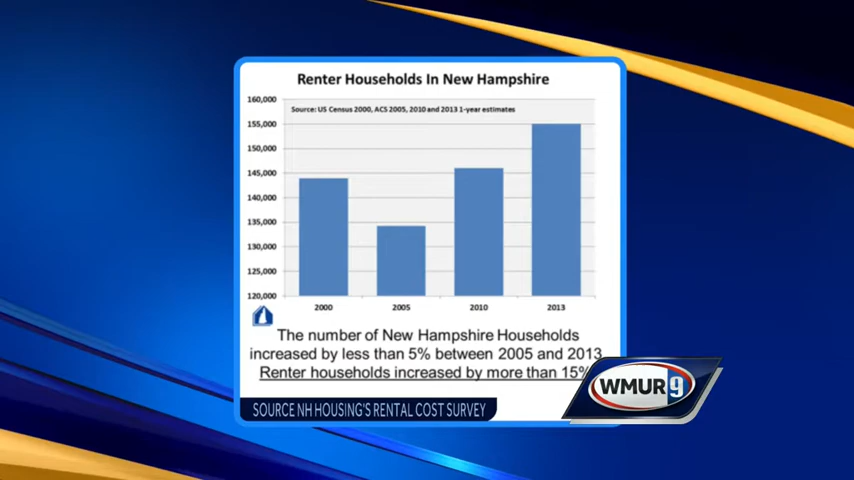 Renter Households In New Hampshire
160,000
Source: US Census 2000, ACS 2005, 2010 and 2013 1-year estimates
155,000
150,000
145,000
140,000
135,000
130,000
125,000
120,000
2000 2005 2010 2013
The number of New Hampshire Households
increased by less than 5% between 2005 and 2013
Renter households increased by more than 15%
WMUR 9
SOURCE NH HOUSING'S RENTAL COST SURVEY